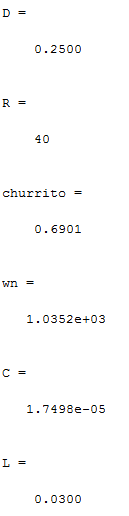 D =
0.2500
R =
40
churrito =
0.6901
wn =
1.0352e+03
C =
1.7498e-05
L =
0.0300